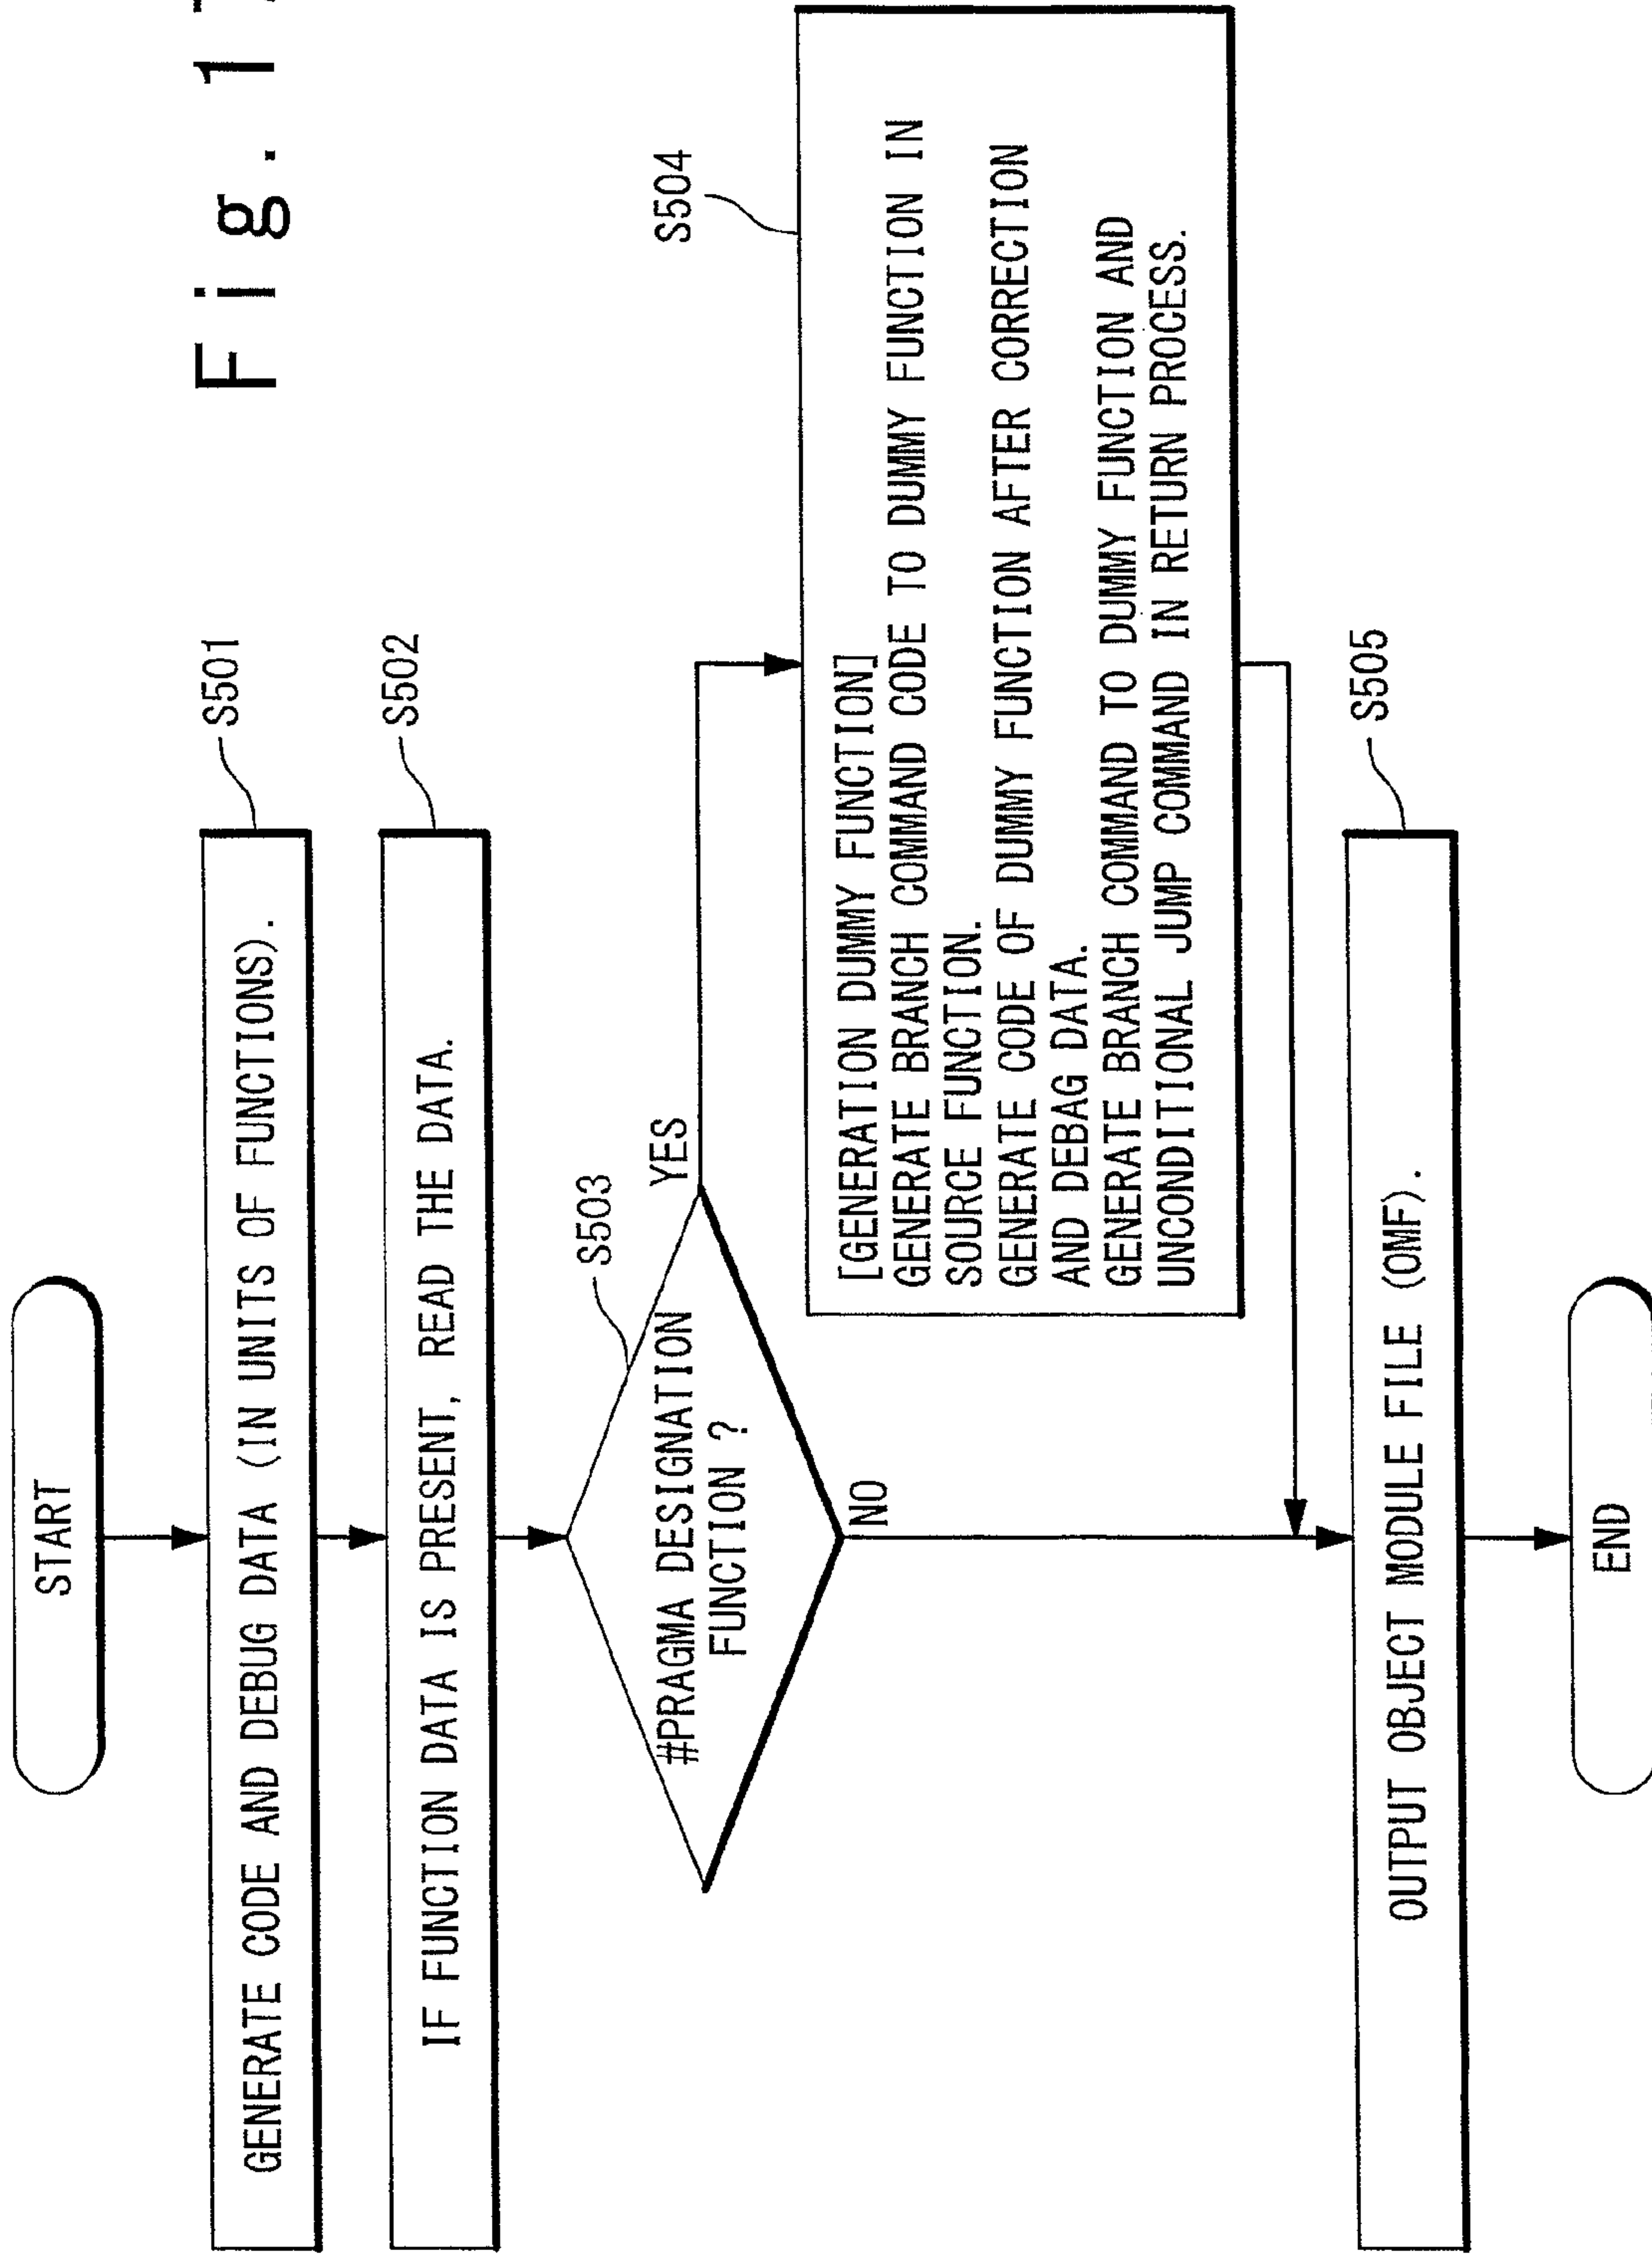 Fig. 1
START
GENERATE CODE AND DEBUG DATA (IN UNITS OF FUNCTIONS).
S501
IF FUNCTION DATA IS PRESENT, READ THE DATA.
S502
#PRAGMA DESIGNATION
FUNCTION ?
S503
YES
NO
S504
[GENERATION DUMMY FUNCTION]
GENERATE BRANCH COMMAND CODE TO DUMMY FUNCTION IN
SOURCE FUNCTION.
GENERATE CODE OF DUMMY FUNCTION AFTER CORRECTION
AND DEBAG DATA.
GENERATE BRANCH COMMAND TO DUMMY FUNCTION AND
UNCONDITIONAL JUMP COMMAND IN RETURN PROCESS.
OUTPUT OBJECT MODULE FILE (OMF).
S505
END